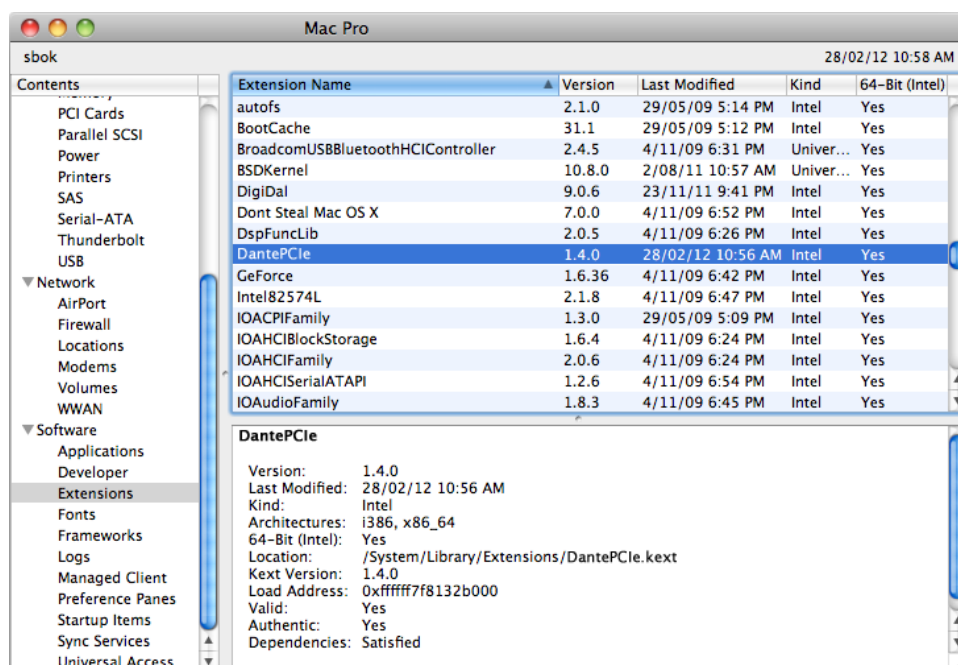 Mac Pro
sbok 28/02/12 10:58 AM
Contents
PCI Cards
Parallel SCSI
Power
Printers
SAS
Serial-ATA
Thunderbolt
USB
Network
AirPort
Firewall
Locations
Modems
Volumes
WWAN
Software
Applications
Developer
Extensions
Fonts
Frameworks
Logs
Managed Client
Preference Panes
Startup Items
Sync Services
Universal Access
Extension Name Version Last Modified Kind 64-Bit (Intel)
autofs 2.1.0 29/05/09 5:14 PM Intel Yes
BootCache 31.1 29/05/09 5:12 PM Intel Yes
BroadcomUSBBluetoothHCIController 2.4.5 4/11/09 6:31 PM Univer... Yes
BSDKernel 10.8.0 2/08/11 10:57 AM Univer... Yes
DigiDal 9.0.6 23/11/11 9:41 PM Intel Yes
Dont Steal Mac OS X 7.0.0 4/11/09 6:52 PM Intel Yes
DspFuncLib 2.0.5 4/11/09 6:26 PM Intel Yes
DantePCIe 1.4.0 28/02/12 10:56 AM Intel Yes
GeForce 1.6.36 4/11/09 6:42 PM Intel Yes
Intel82574L 2.1.8 4/11/09 6:47 PM Intel Yes
IOACPIFamily 1.3.0 29/05/09 5:09 PM Intel Yes
IOAHCIBlockStorage 1.6.4 4/11/09 6:24 PM Intel Yes
IOAHCIFamily 2.0.6 4/11/09 6:24 PM Intel Yes
IOAHCISerialATAPI 1.2.6 4/11/09 6:54 PM Intel Yes
IOAudioFamily 1.8.3 4/11/09 6:45 PM Intel Yes
DantePCIe
Version: 1.4.0
Last Modified: 28/02/12 10:56 AM
Kind: Intel
Architectures: i386, x86_64
64-Bit (Intel): Yes
Location: /System/Library/Extensions/DantePCIe.kext
Kext Version: 1.4.0
Load Address: 0xffffff7f8132b000
Valid: Yes
Authentic: Yes
Dependencies: Satisfied